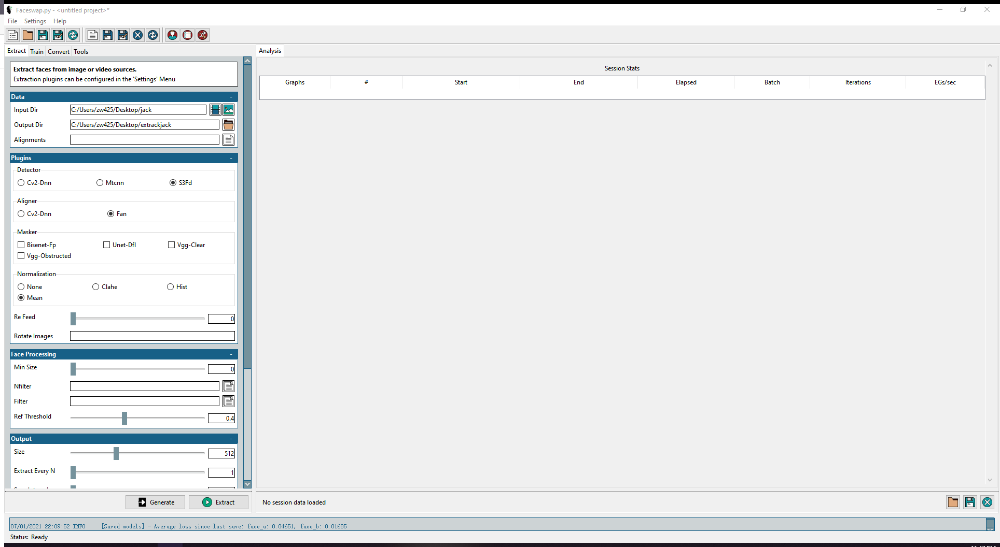 Faceswap.py - <untitled project>*
File Settings Help
Extract Train Convert Tools
Extract faces from image or video sources.
Extraction plugins can be configured in the 'Settings' Menu
Data -
Input Dir C:/Users/zw425/Desktop/jack
Output Dir C:/Users/zw425/Desktop/extrackjack
Alignments
Plugins -
Detector
Cv2-Dnn Mtcnn S3Fd
Aligner
Cv2-Dnn Fan
Masker
Bisenet-Fp Unet-Dfl Vgg-Clear
Vgg-Obstructed
Normalization
None Clahe Hist
Mean
Re Feed 0
Rotate Images
Face Processing -
Min Size 0
Nfilter
Filter
Ref Threshold 0.4
Output -
Size 512
Extract Every N 1
Generate Extract
Analysis
Session Stats
Graphs # Start End Elapsed Batch Iterations EGs/sec
No session data loaded
07/01/2021 22:09:52 INFO [Saved models] - Average loss since last save: face_a: 0.04651, face_b: 0.01685
Status: Ready